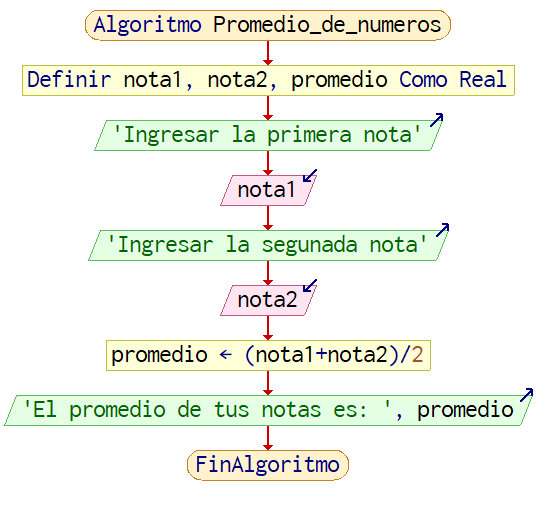 Algoritmo Promedio_de_numeros
Definir nota1, nota2, promedio Como Real
'Ingresar la primera nota'
nota1
'Ingresar la segunada nota'
nota2
promedio ← (nota1+nota2)/2
'El promedio de tus notas es: ', promedio
FinAlgoritmo